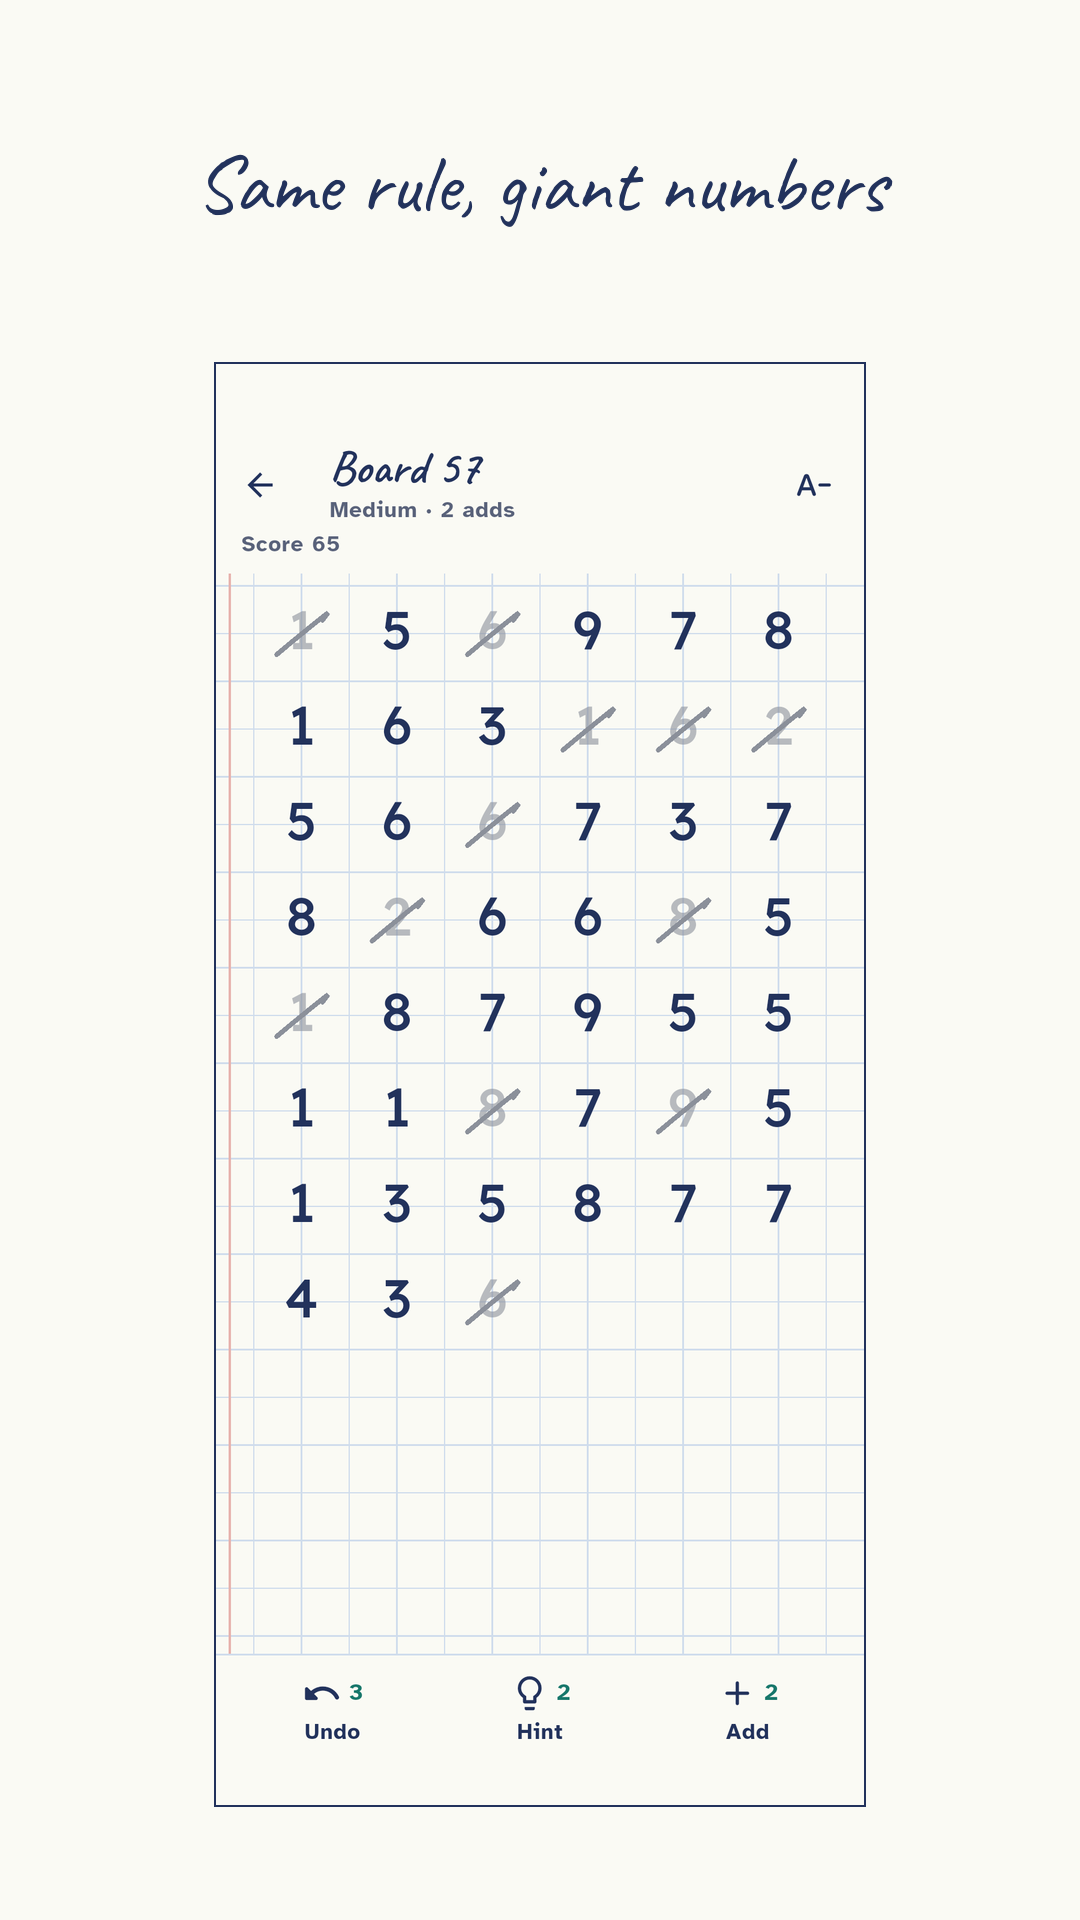 Same rule, giant numbers
Board 57
Medium · 2 adds
A-
Score 65
1 5 6 9 7 8
1 6 3 1 6 2
5 6 6 7 3 7
8 2 6 6 8 5
1 8 7 9 5 5
1 1 8 7 9 5
1 3 5 8 7 7
4 3 6
3 2 2
Undo Hint Add